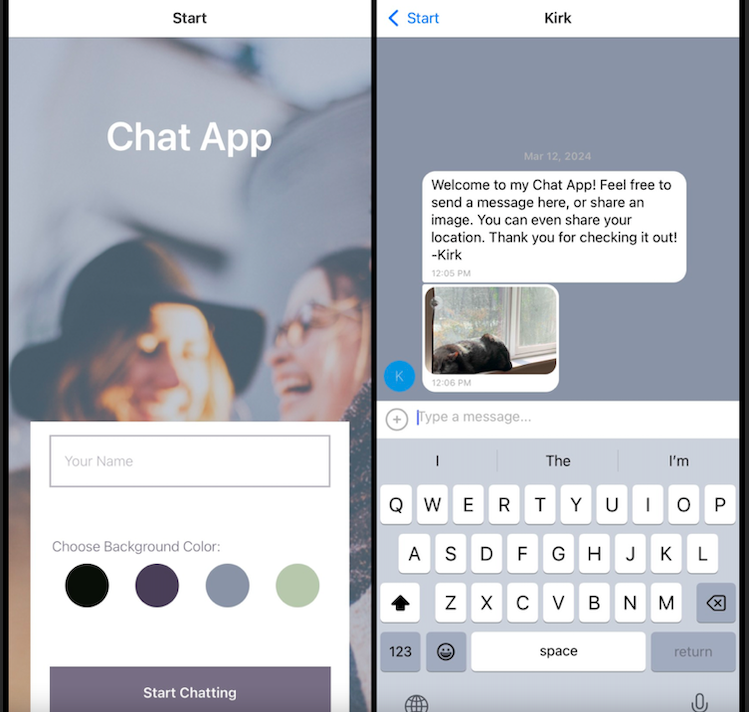 Start
Chat App
Your Name
Choose Background Color:
Start Chatting
Start
Kirk
Mar 12, 2024
Welcome to my Chat App! Feel free to
send a message here, or share an
image. You can even share your
location. Thank you for checking it out!
-Kirk
12:05 PM
K
12:06 PM
Type a message...
I The I'm
Q W E R T Y U I O P
A S D F G H J K L
Z X C V B N M
123 space return